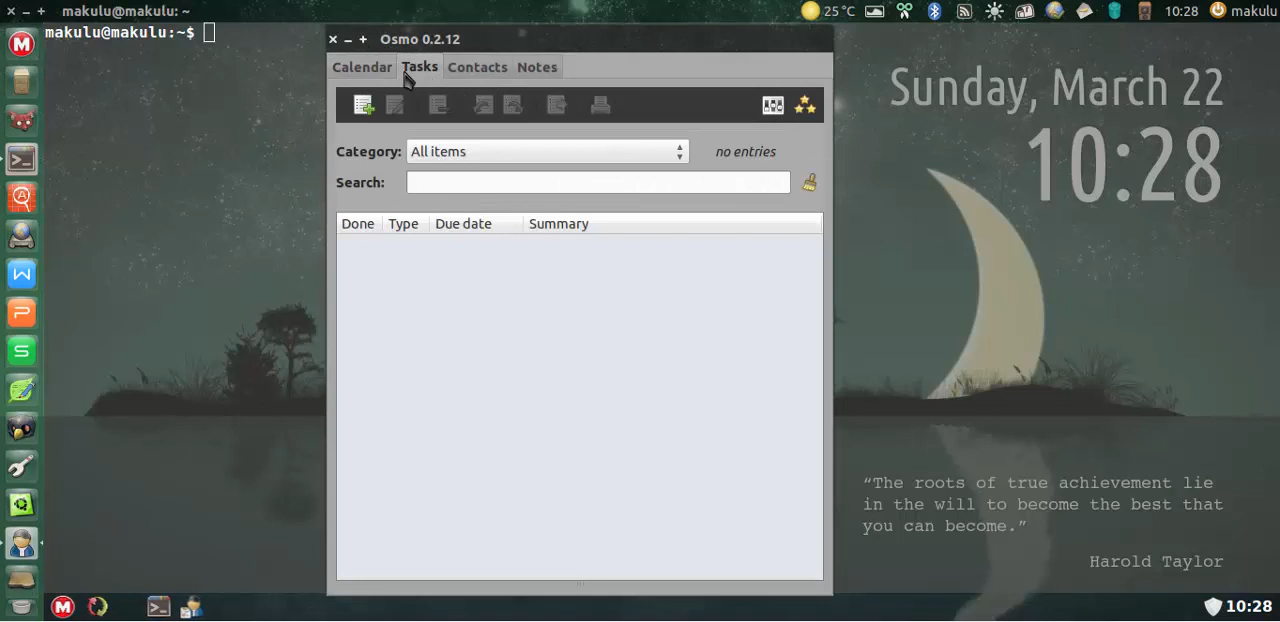 makulu@makulu: ~
25 °C
10:28
makulu
makulu@makulu:~$
Osmo 0.2.12
Calendar
Tasks
Contacts
Notes
Category:
All items
no entries
Search:
Done
Type
Due date
Summary
Sunday, March 22
10:28
“The roots of true achievement lie
in the will to become the best that
you can become.”
Harold Taylor
M
A
W
P
S
M
10:28